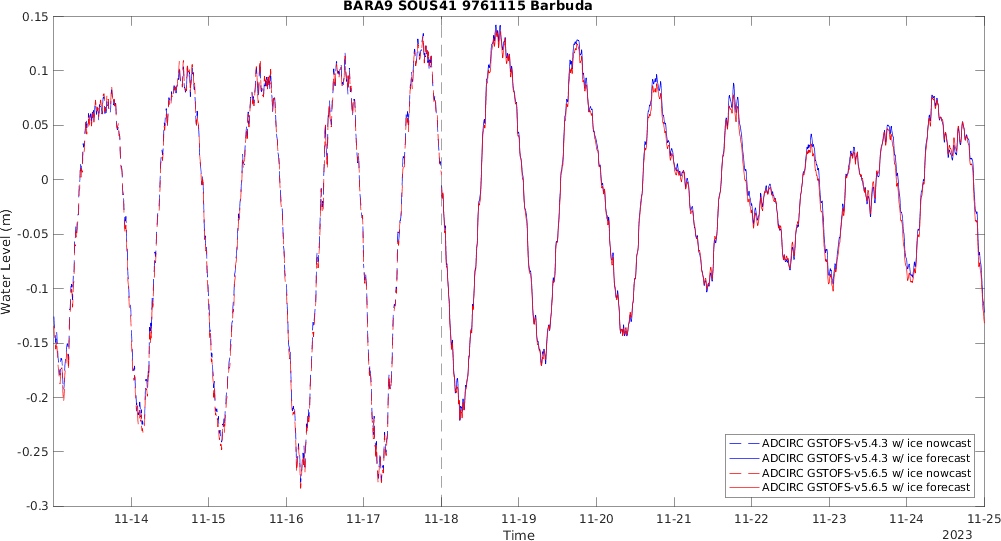 BARA9 SOUS41 9761115 Barbuda
Water Level (m)
0.15
0.1
0.05
0
-0.05
-0.1
-0.15
-0.2
-0.25
-0.3
ADCIRC GSTOFS-v5.4.3 w/ ice nowcast
ADCIRC GSTOFS-v5.4.3 w/ ice forecast
ADCIRC GSTOFS-v5.6.5 w/ ice nowcast
ADCIRC GSTOFS-v5.6.5 w/ ice forecast
11-14 11-15 11-16 11-17 11-18 11-19 11-20 11-21 11-22 11-23 11-24 11-25
Time
2023